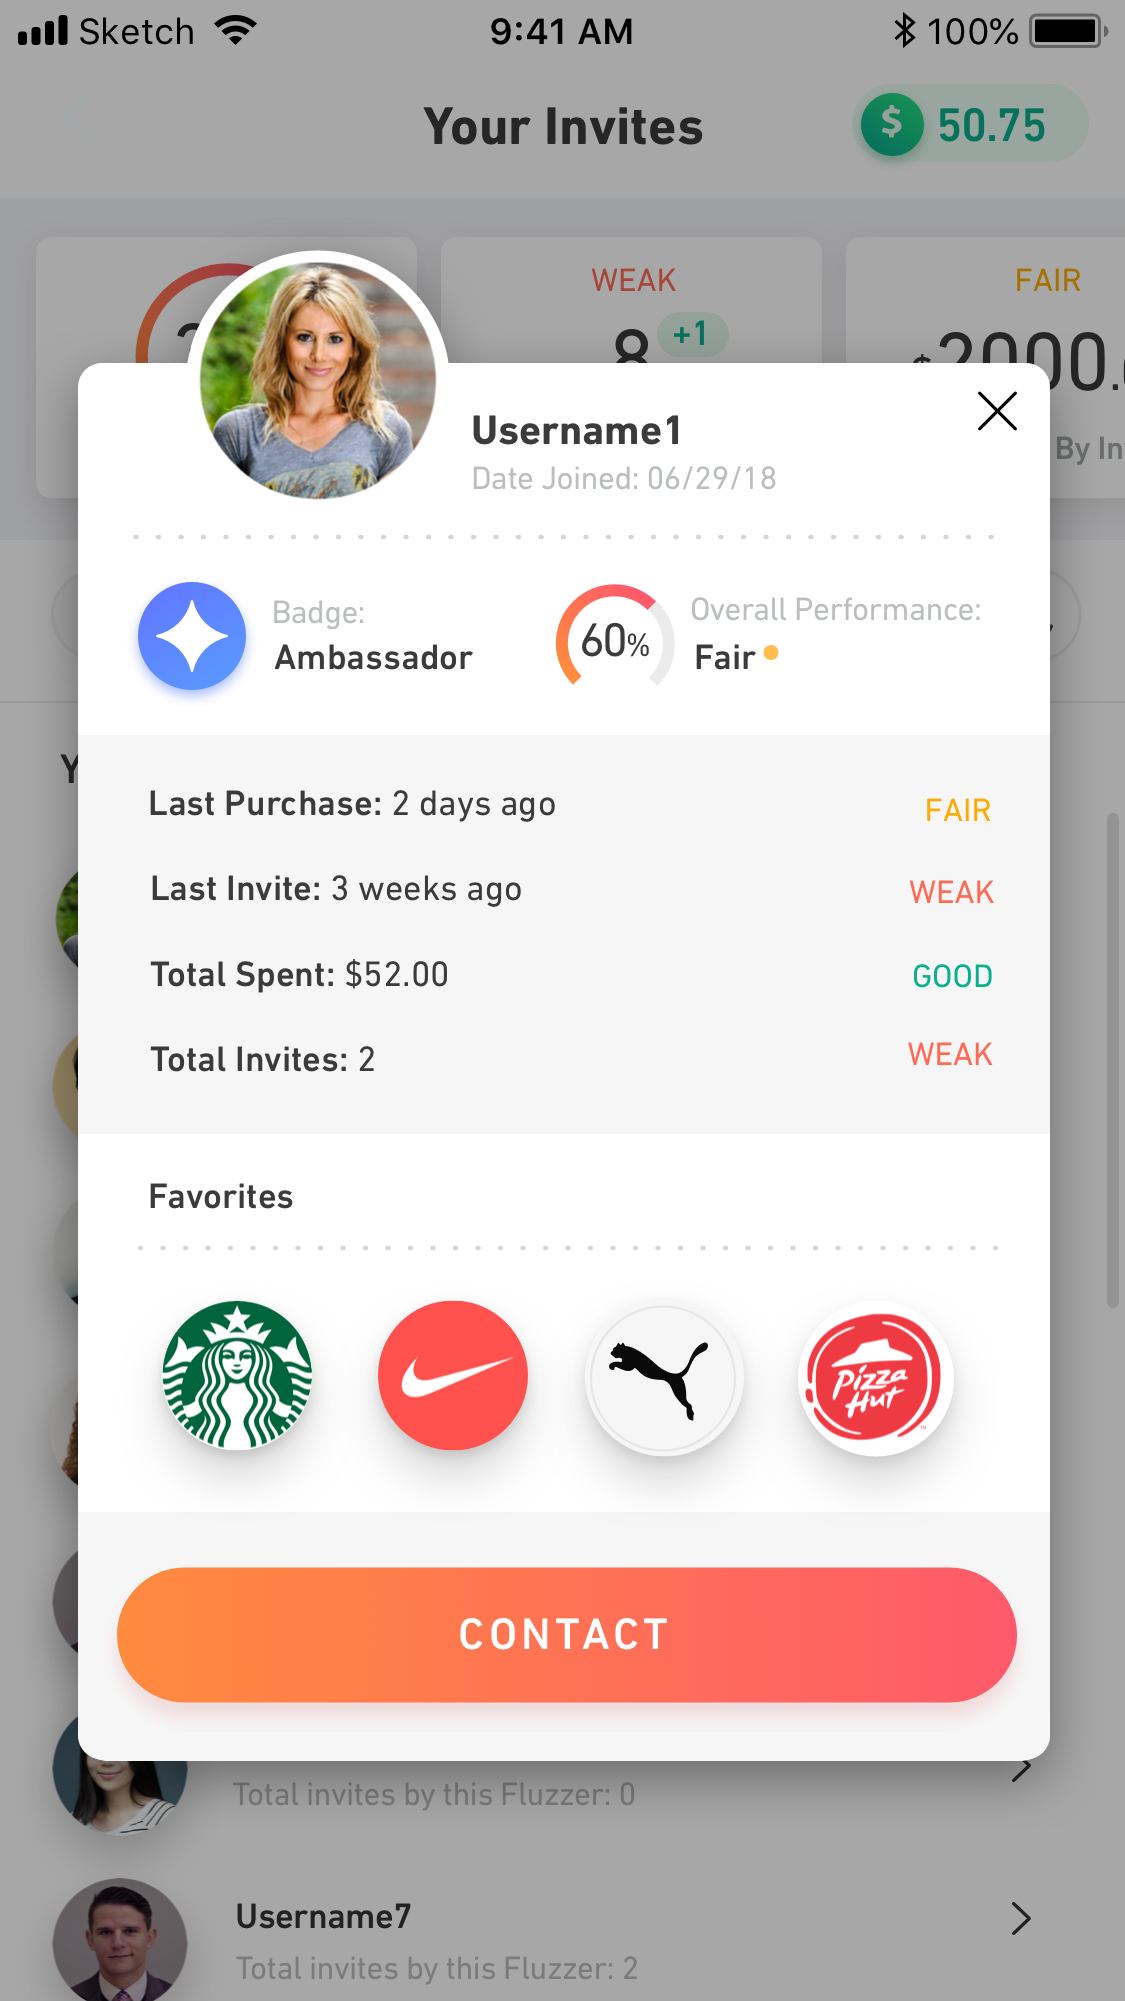 Sketch 9:41 AM 100%
Your Invites $ 50.75
WEAK
8 +1
FAIR
$2000.
By In
Username1
Date Joined: 06/29/18
Badge:
Ambassador
60%
Overall Performance:
Fair
Last Purchase: 2 days ago FAIR
Last Invite: 3 weeks ago WEAK
Total Spent: $52.00 GOOD
Total Invites: 2 WEAK
Favorites
Pizza
Hut
CONTACT
Total invites by this Fluzzer: 0
Username7
Total invites by this Fluzzer: 2